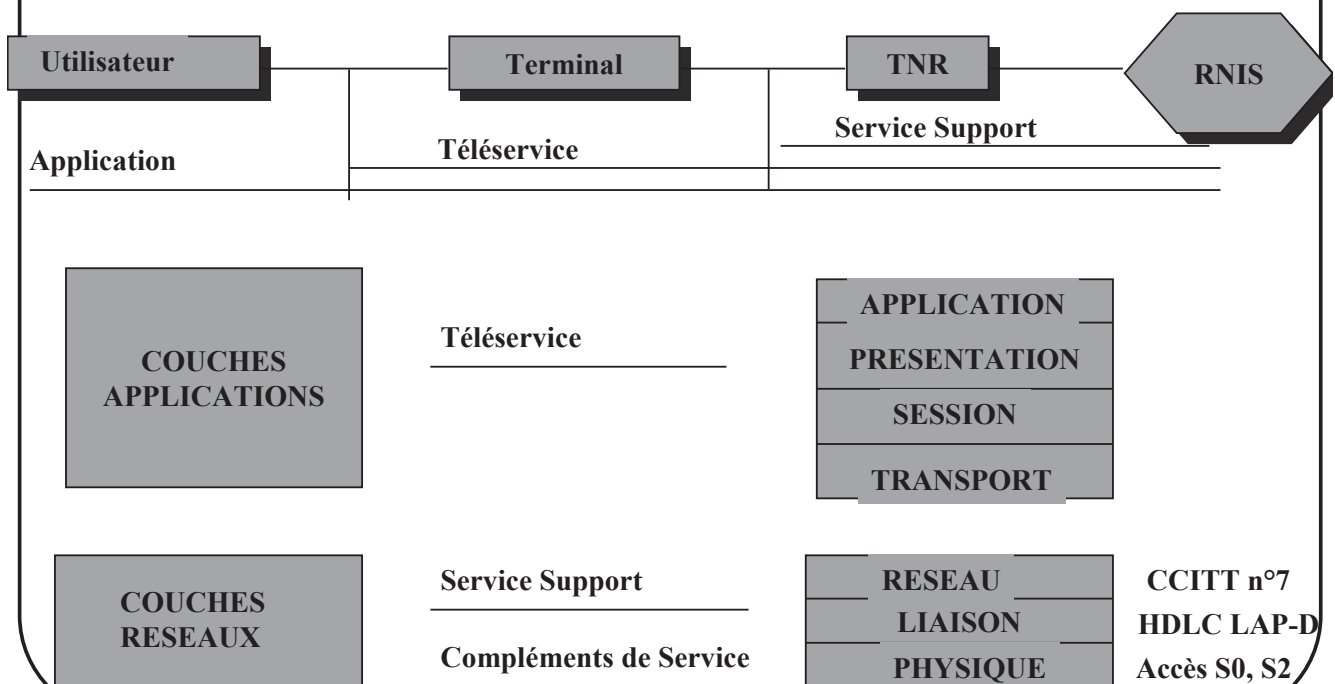 Utilisateur
Terminal
TNR
RNIS
Service Support
Téléservice
Application
COUCHES
APPLICATIONS
Téléservice
APPLICATION
PRESENTATION
SESSION
TRANSPORT
COUCHES
RESEAUX
Service Support
Compléments de Service
RESEAU
LIAISON
PHYSIQUE
CCITT n°7
HDLC LAP-D
Accès S0, S2